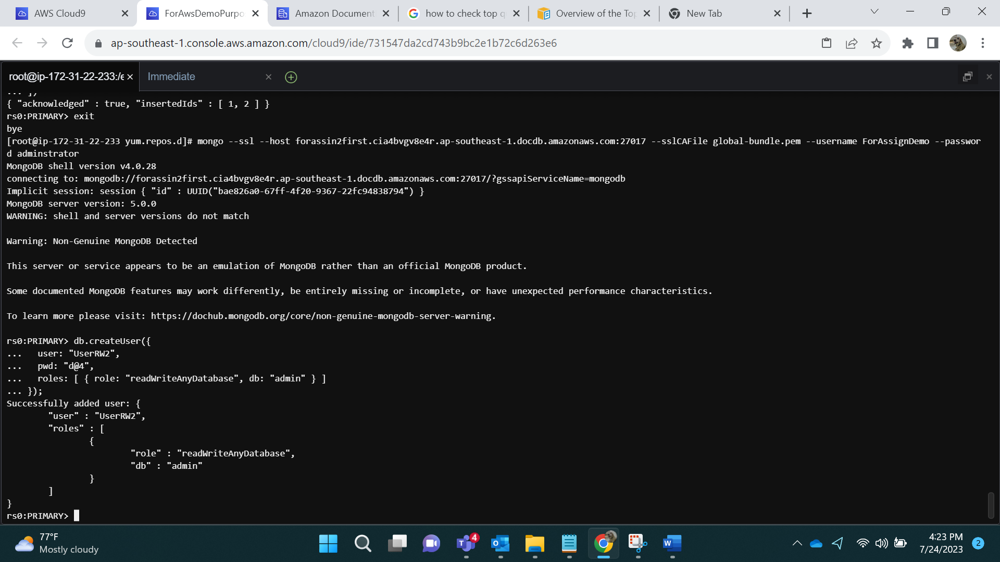 AWS Cloud9
ForAwsDemoPurpo
Amazon Document
how to check top q
Overview of the To
New Tab
ap-southeast-1.console.aws.amazon.com/cloud9/ide/731547da2cd743b9bc2e1b72c6d263e6
root@ip-172-31-22-233:/e
Immediate
... ])
{ "acknowledged" : true, "insertedIds" : [ 1, 2 ] }
rs0:PRIMARY> exit
bye
[root@ip-172-31-22-233 yum.repos.d]# mongo --ssl --host forassin2first.cia4bvgv8e4r.ap-southeast-1.docdb.amazonaws.com:27017 --sslCAFile global-bundle.pem --username ForAssignDemo --passwor
d adminstrator
MongoDB shell version v4.0.28
connecting to: mongodb://forassin2first.cia4bvgv8e4r.ap-southeast-1.docdb.amazonaws.com:27017/?gssapiServiceName=mongodb
Implicit session: session { "id" : UUID("bae826a0-67ff-4f20-9367-22fc94838794") }
MongoDB server version: 5.0.0
WARNING: shell and server versions do not match
Warning: Non-Genuine MongoDB Detected
This server or service appears to be an emulation of MongoDB rather than an official MongoDB product.
Some documented MongoDB features may work differently, be entirely missing or incomplete, or have unexpected performance characteristics.
To learn more please visit: https://dochub.mongodb.org/core/non-genuine-mongodb-server-warning.
rs0:PRIMARY> db.createUser({
...   user: "UserRW2",
...   pwd: "d@4",
...   roles: [ { role: "readWriteAnyDatabase", db: "admin" } ]
... });
Successfully added user: {
"user" : "UserRW2",
"roles" : [
{
"role" : "readWriteAnyDatabase",
"db" : "admin"
}
]
}
rs0:PRIMARY>
77°F
Mostly cloudy
4
4:23 PM
7/24/2023
2